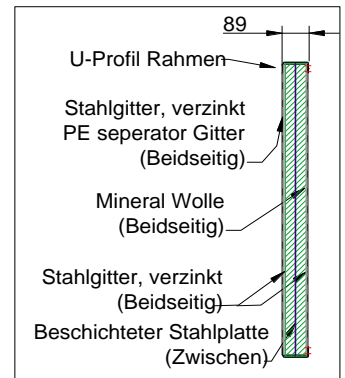 89
U-Profil Rahmen
Stahlgitter, verzinkt
PE seperator Gitter
(Beidseitig)
Mineral Wolle
(Beidseitig)
Stahlgitter, verzinkt
(Beidseitig)
Beschichteter Stahlplatte
(Zwischen)